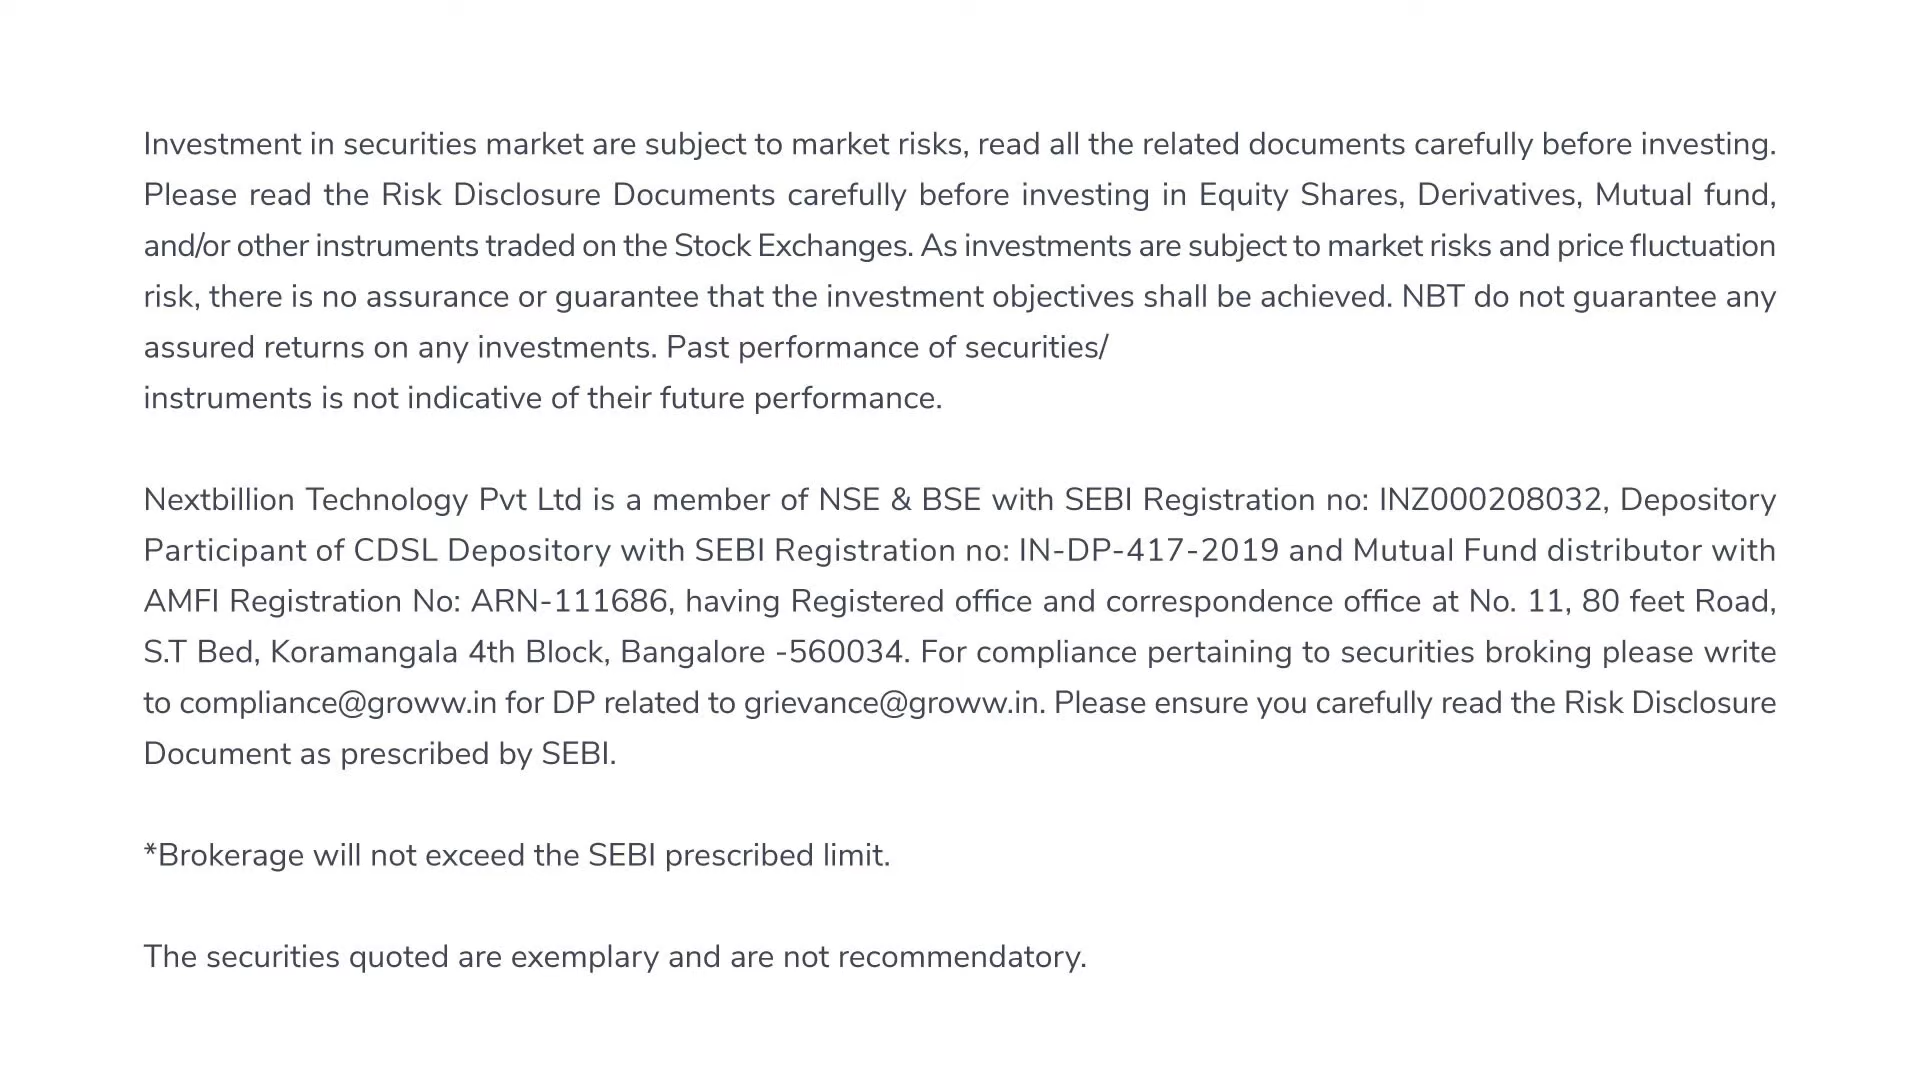 Investment in securities market are subject to market risks, read all the related documents carefully before investing.
Please read the Risk Disclosure Documents carefully before investing in Equity Shares, Derivatives, Mutual fund,
and/or other instruments traded on the Stock Exchanges. As investments are subject to market risks and price fluctuation
risk, there is no assurance or guarantee that the investment objectives shall be achieved. NBT do not guarantee any
assured returns on any investments. Past performance of securities/
instruments is not indicative of their future performance.
Nextbillion Technology Pvt Ltd is a member of NSE & BSE with SEBI Registration no: INZ000208032, Depository
Participant of CDSL Depository with SEBI Registration no: IN-DP-417-2019 and Mutual Fund distributor with
AMFI Registration No: ARN-111686, having Registered office and correspondence office at No. 11, 80 feet Road,
S.T Bed, Koramangala 4th Block, Bangalore -560034. For compliance pertaining to securities broking please write
to compliance@groww.in for DP related to grievance@groww.in. Please ensure you carefully read the Risk Disclosure
Document as prescribed by SEBI.
*Brokerage will not exceed the SEBI prescribed limit.
The securities quoted are exemplary and are not recommendatory.